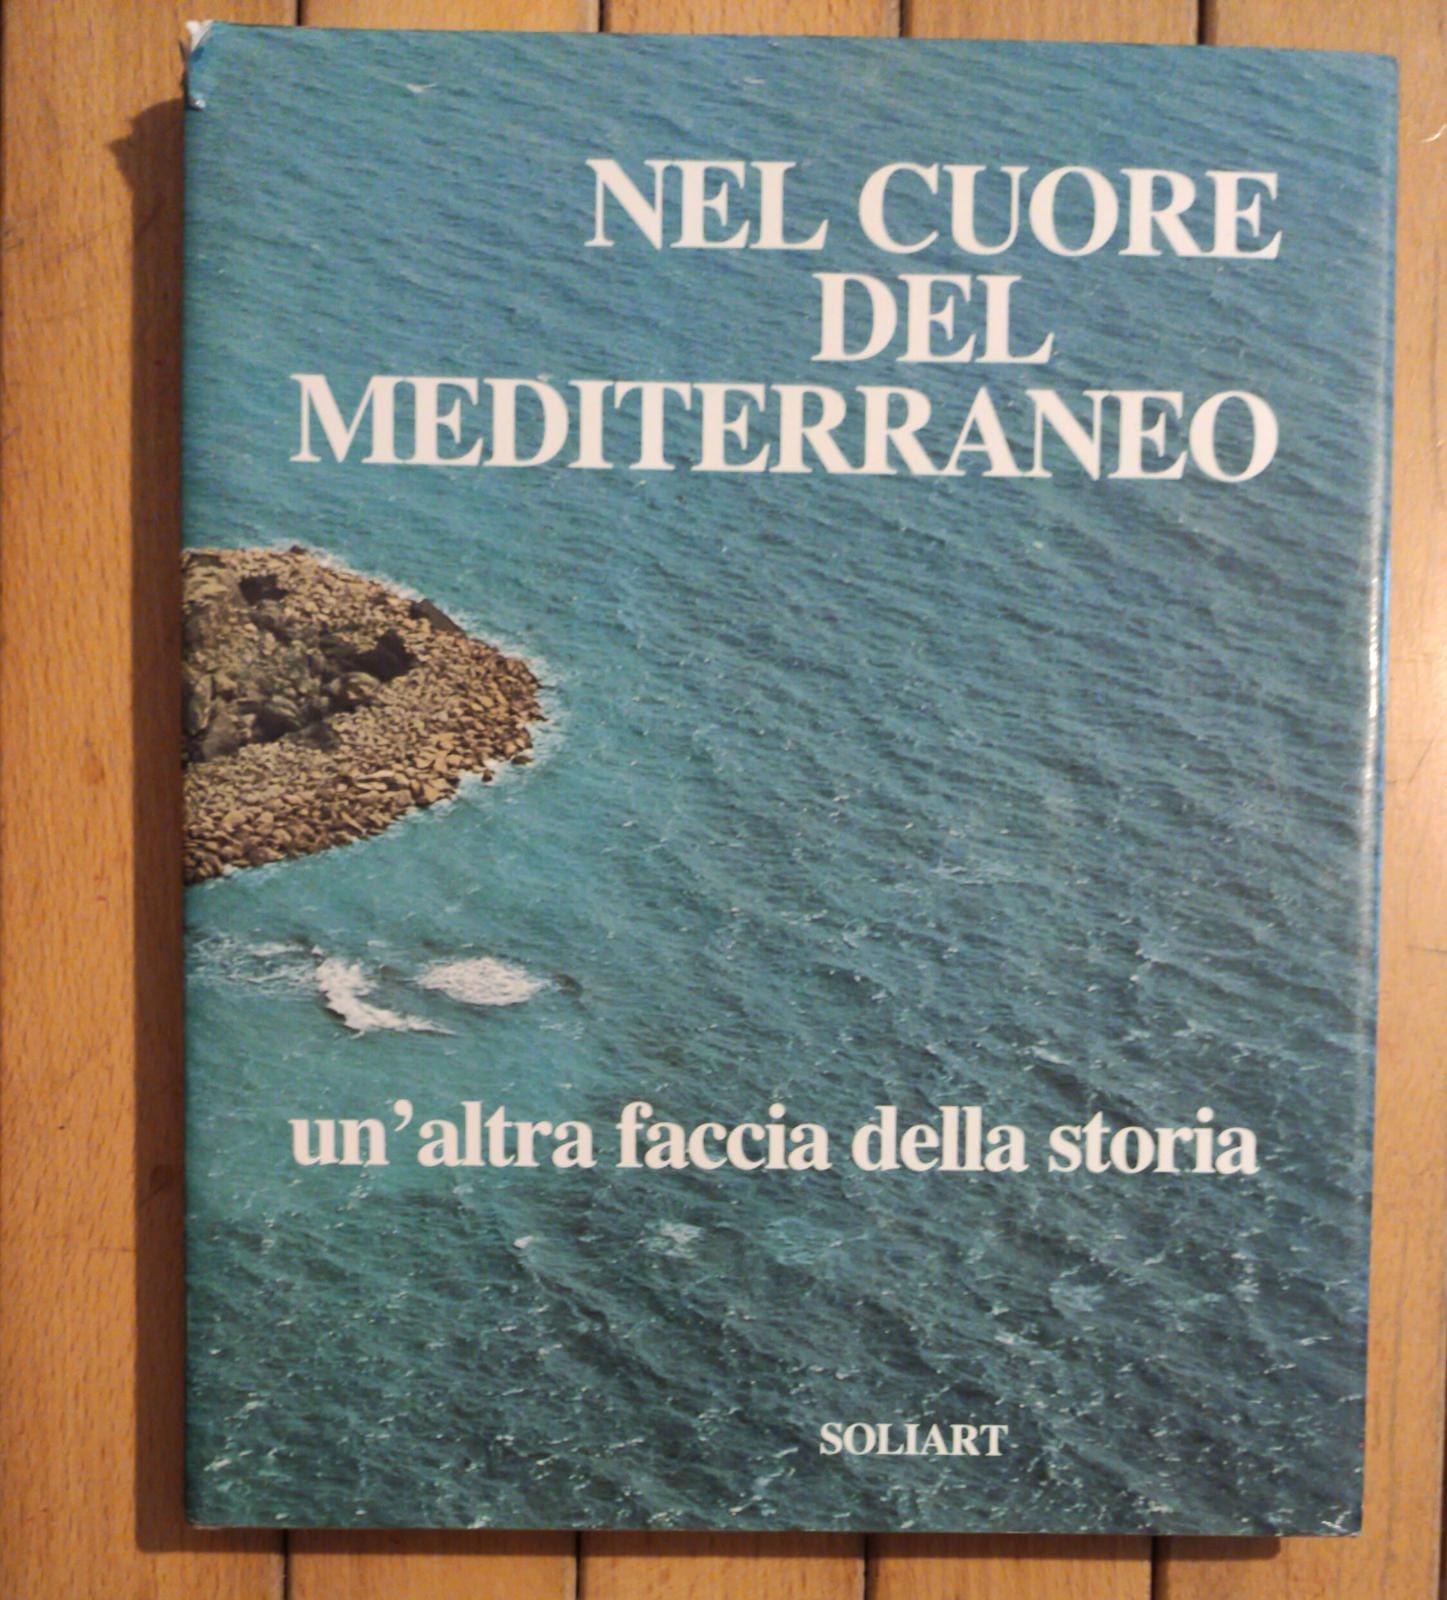 NEL CUORE
DEL
MEDITERRANEO
un'altra faccia della storia
SOLIART